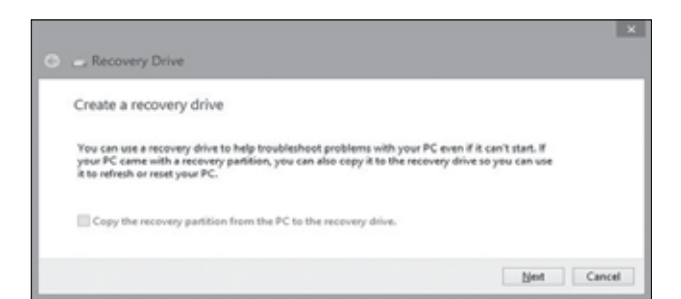 Recovery Drive
Create a recovery drive
You can use a recovery drive to help troubleshoot problems with your PC even if it can't start. If
your PC came with a recovery partition, you can also copy it to the recovery drive so you can use
it to refresh or reset your PC.
Copy the recovery partition from the PC to the recovery drive.
Next Cancel